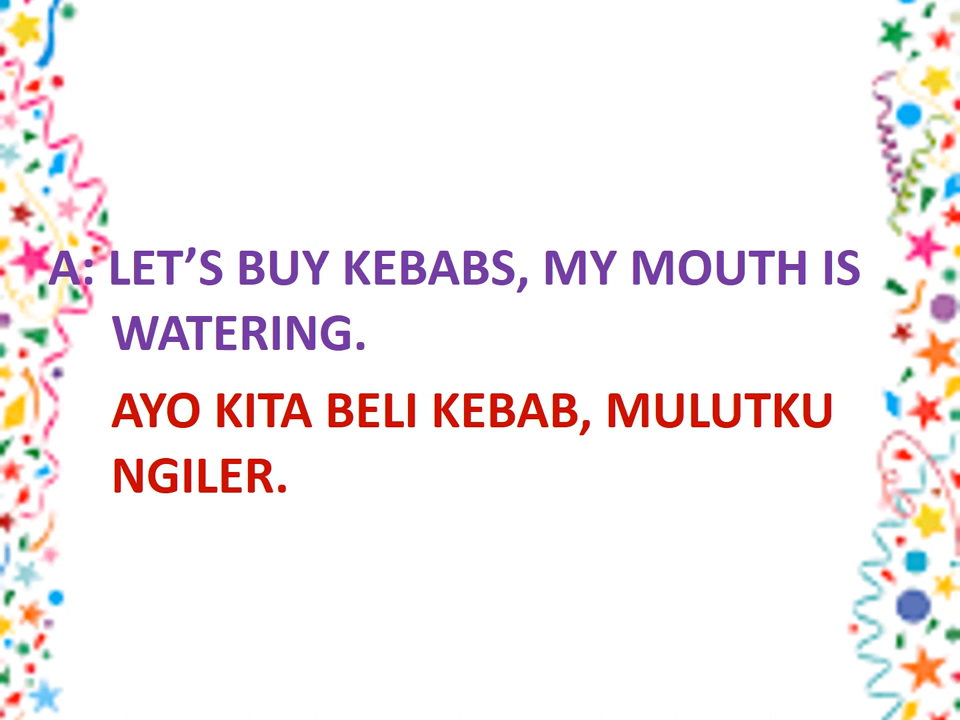 A: LET’S BUY KEBABS, MY MOUTH IS
WATERING.
AYO KITA BELI KEBAB, MULUTKU
NGILER.